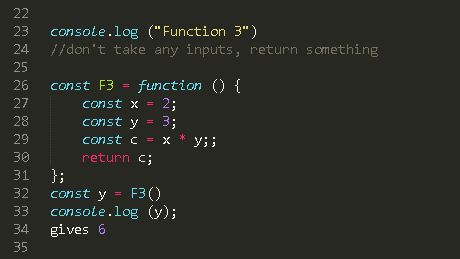 22
23 console.log ("Function 3")
24 //don't take any inputs, return something
25
26 const F3 = function () {
27     const x = 2;
28     const y = 3;
29     const c = x * y;;
30     return c;
31 };
32 const y = F3()
33 console.log (y);
34 gives 6
35